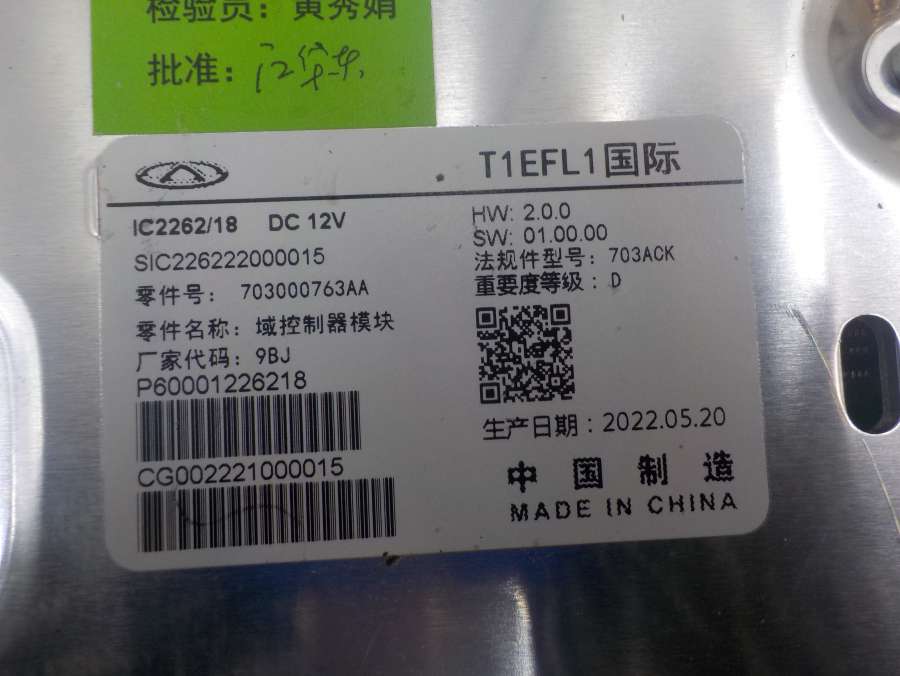 检验员：黄秀娟
批准：
T1EFL1国际
IC2262/18 DC 12V
SIC226222000015
零件号： 703000763AA
零件名称：域控制器模块
厂家代码：9BJ
P60001226218
CG002221000015
HW: 2.0.0
SW: 01.00.00
法规件型号：703ACK
重要度等级：D
生产日期：2022.05.20
中国制造
MADE IN CHINA